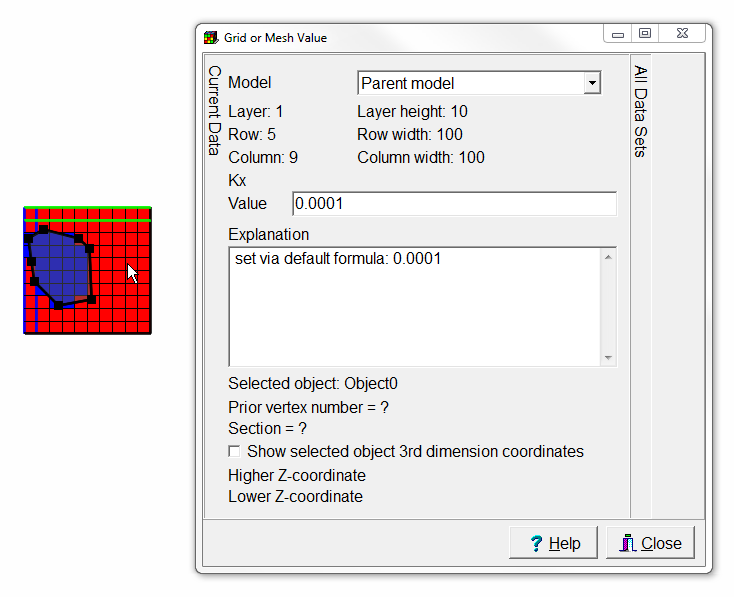 Grid or Mesh Value
Current Data
All Data Sets
Model
Parent model
Layer: 1
Layer height: 10
Row: 5
Row width: 100
Column: 9
Column width: 100
Kx
Value
0.0001
Explanation
set via default formula: 0.0001
Selected object: Object0
Prior vertex number = ?
Section = ?
Show selected object 3rd dimension coordinates
Higher Z-coordinate
Lower Z-coordinate
? Help
Close